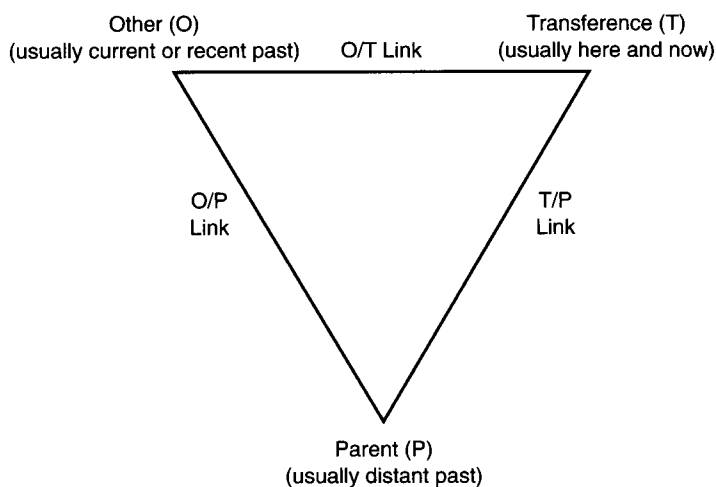 Other (O)
(usually current or recent past)
O/T Link
Transference (T)
(usually here and now)
O/P
Link
T/P
Link
Parent (P)
(usually distant past)